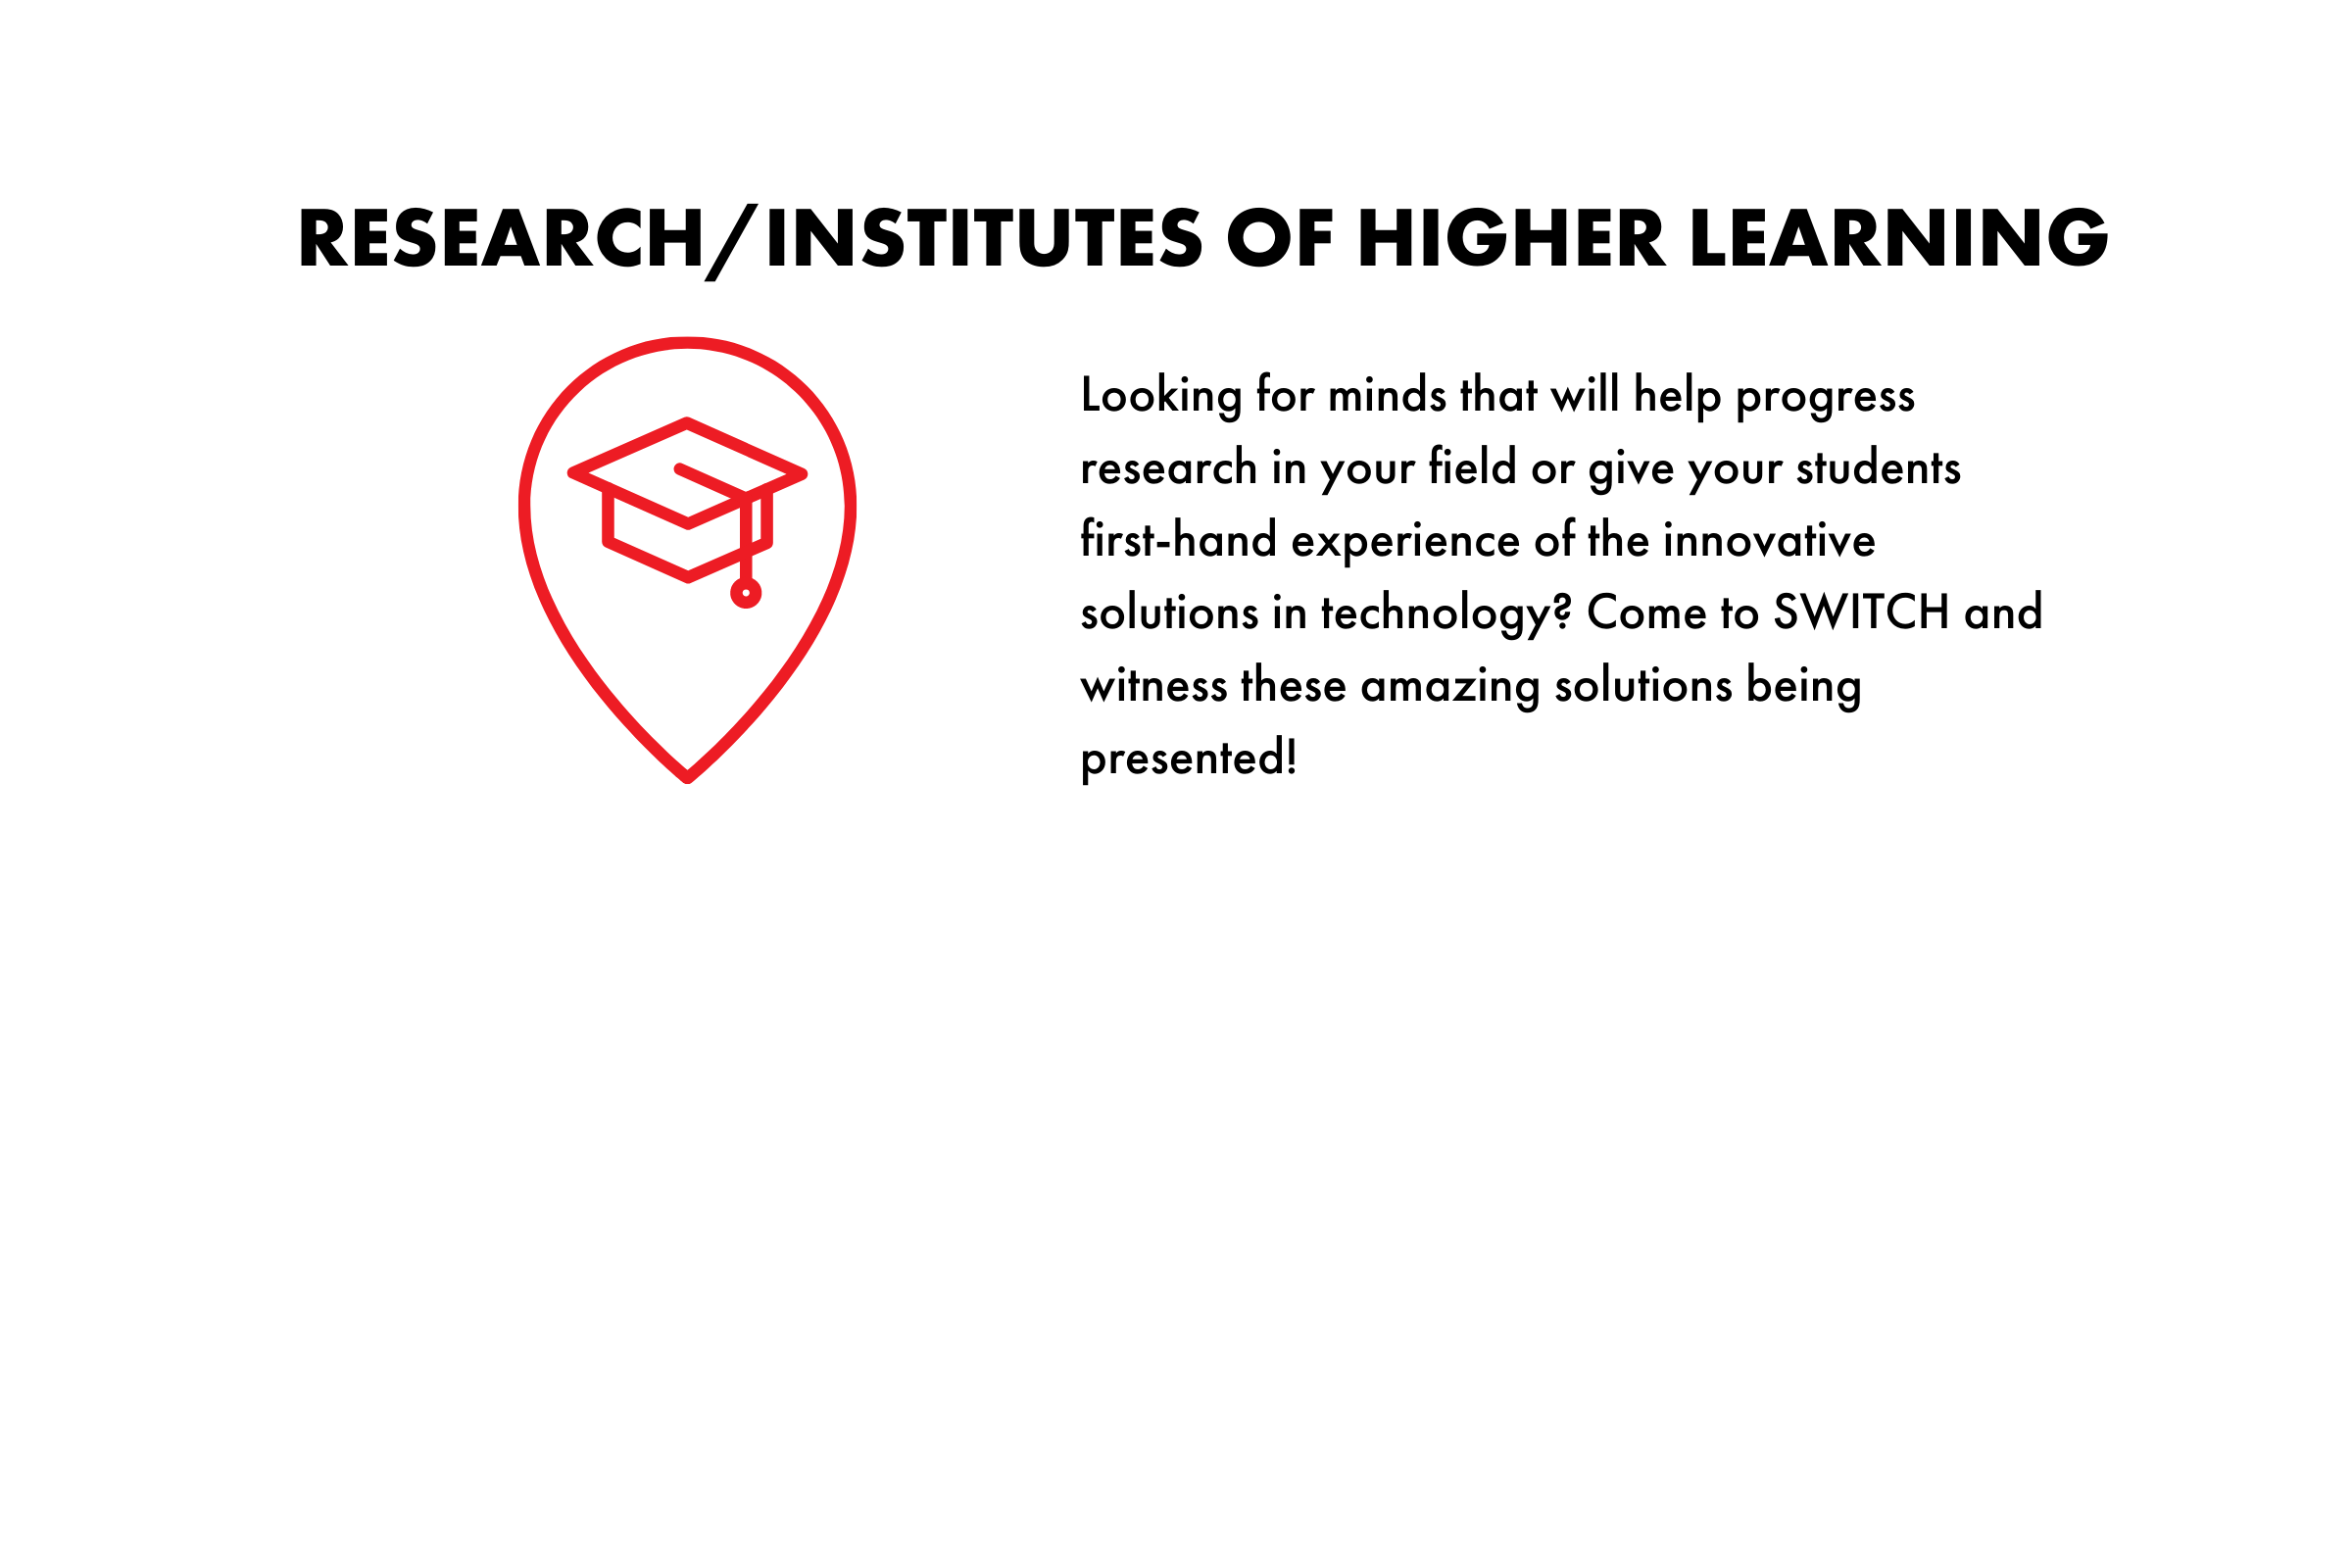 RESEARCH/INSTITUTES OF HIGHER LEARNING
Looking for minds that will help progress
research in your field or give your students
first-hand experience of the innovative
solutions in technology? Come to SWITCH and
witness these amazing solutions being
presented!